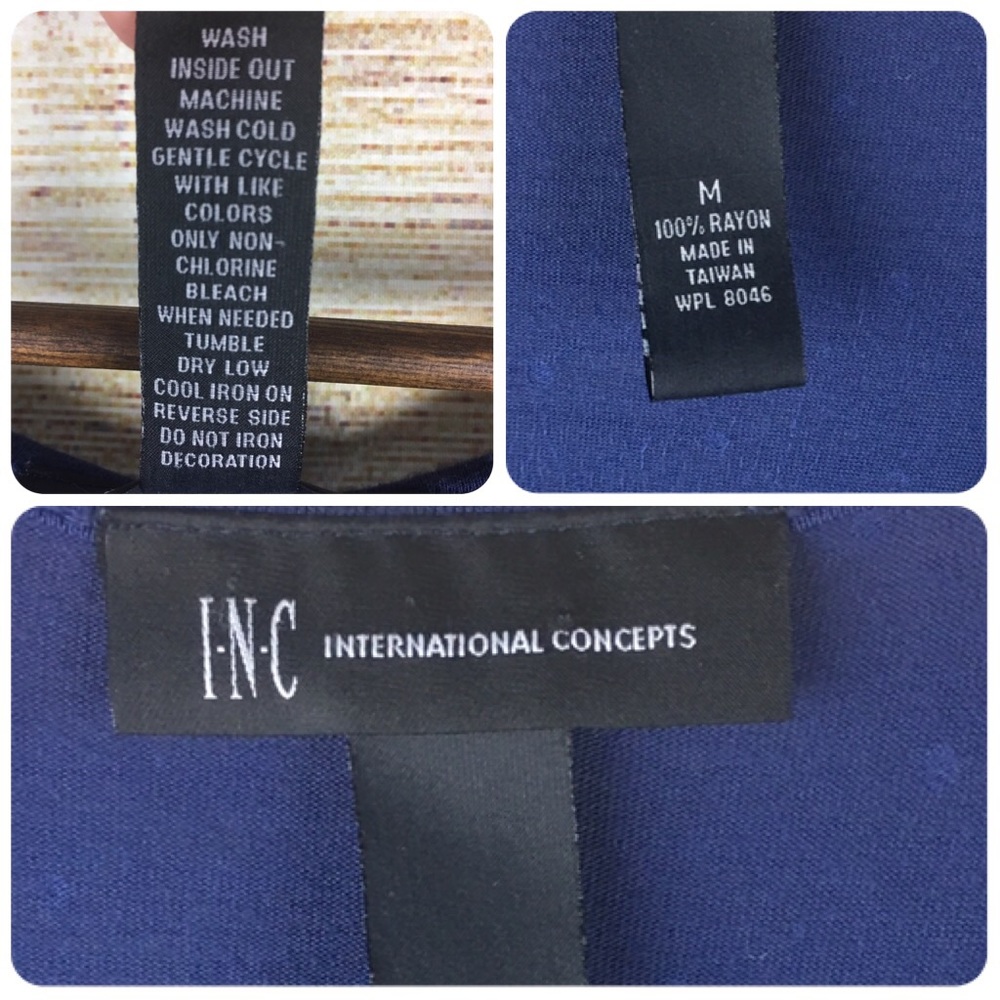 WASH
INSIDE OUT
MACHINE
WASH COLD
GENTLE CYCLE
WITH LIKE
COLORS
ONLY NON-
CHLORINE
BLEACH
WHEN NEEDED
TUMBLE
DRY LOW
COOL IRON ON
REVERSE SIDE
DO NOT IRON
DECORATION
M
100% RAYON
MADE IN
TAIWAN
WPL 8046
I·N·C INTERNATIONAL CONCEPTS